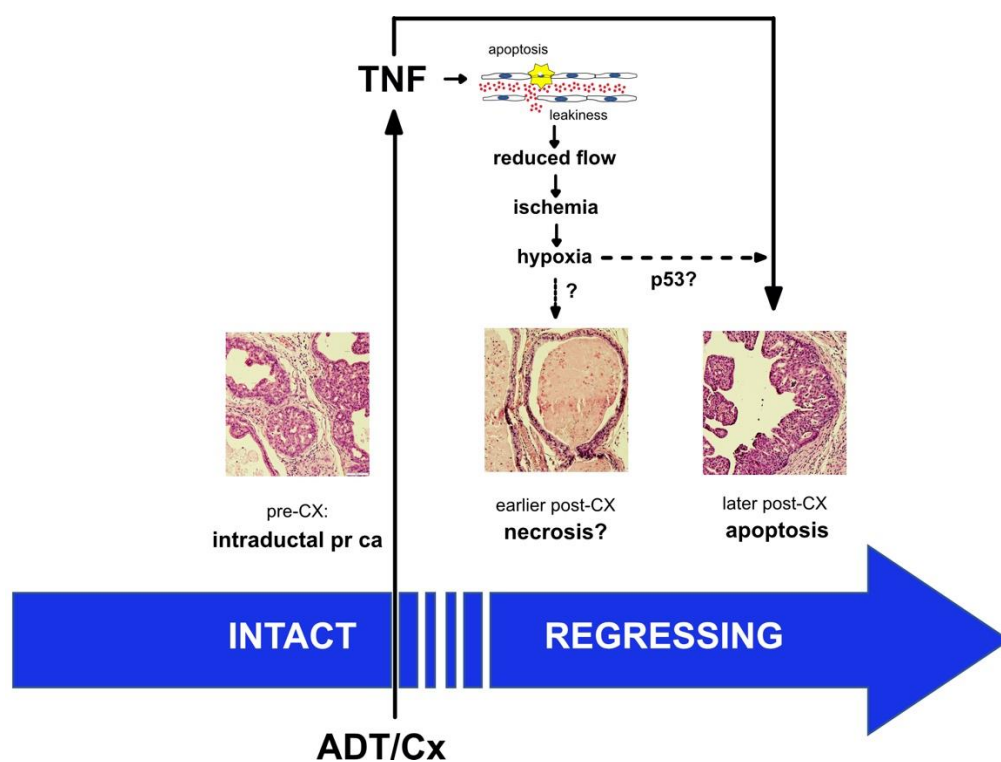 apoptosis
TNF
leakiness
reduced flow
ischemia
hypoxia
p53?
?
pre-CX:
intraductal pr ca
earlier post-CX
necrosis?
later post-CX
apoptosis
INTACT
REGRESSING
ADT/Cx